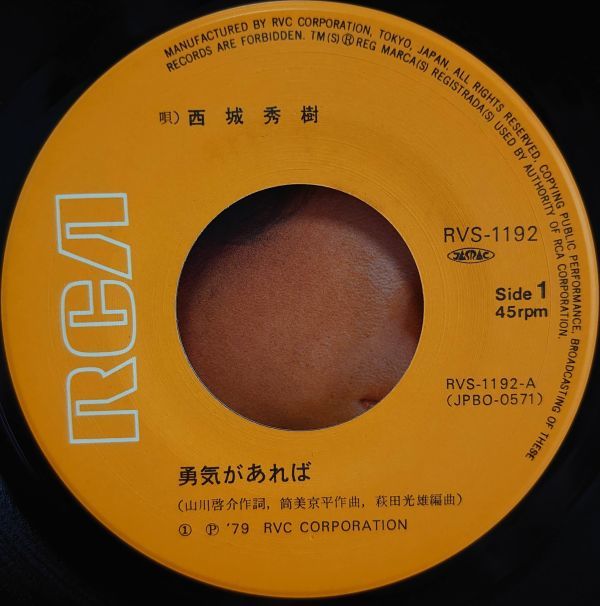 MANUFACTURED BY RVC CORPORATION, TOKYO, JAPAN. ALL RIGHTS RESERVED. COPYING PUBLIC PERFORMANCE, BROADCASTING OF THESE
RECORDS ARE FORBIDDEN. TM(S)Ⓡ REG MARCA(S) REGISTRADA(S) USED BY AUTHORITY OF RCA CORPORATION.
唄) 西城秀樹
RCA
RVS-1192
JASRAC
Side 1
45rpm
RVS-1192-A
(JPBO-0571)
勇気があれば
(山川啓介作詞, 筒美京平作曲, 萩田光雄編曲)
① Ⓟ '79 RVC CORPORATION